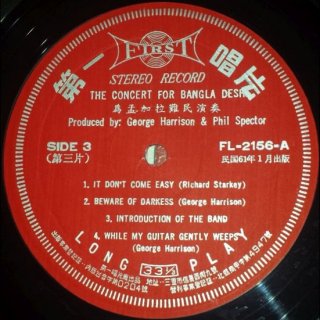 FIRST
第一唱片
STEREO RECORD
THE CONCERT FOR BANGLA DESH
為孟加拉難民演奏
Produced by: George Harrison & Phil Spector
SIDE 3
(第三片)
FL-2156-A
民国61年1月出版
1. IT DON'T COME EASY (Richard Starkey)
2. BEWARE OF DARKESS (George Harrison)
3. INTRODUCTION OF THE BAND
4. WHILE MY GUITAR GENTLY WEEPS
(George Harrison)
LONG 33⅓ PLAY